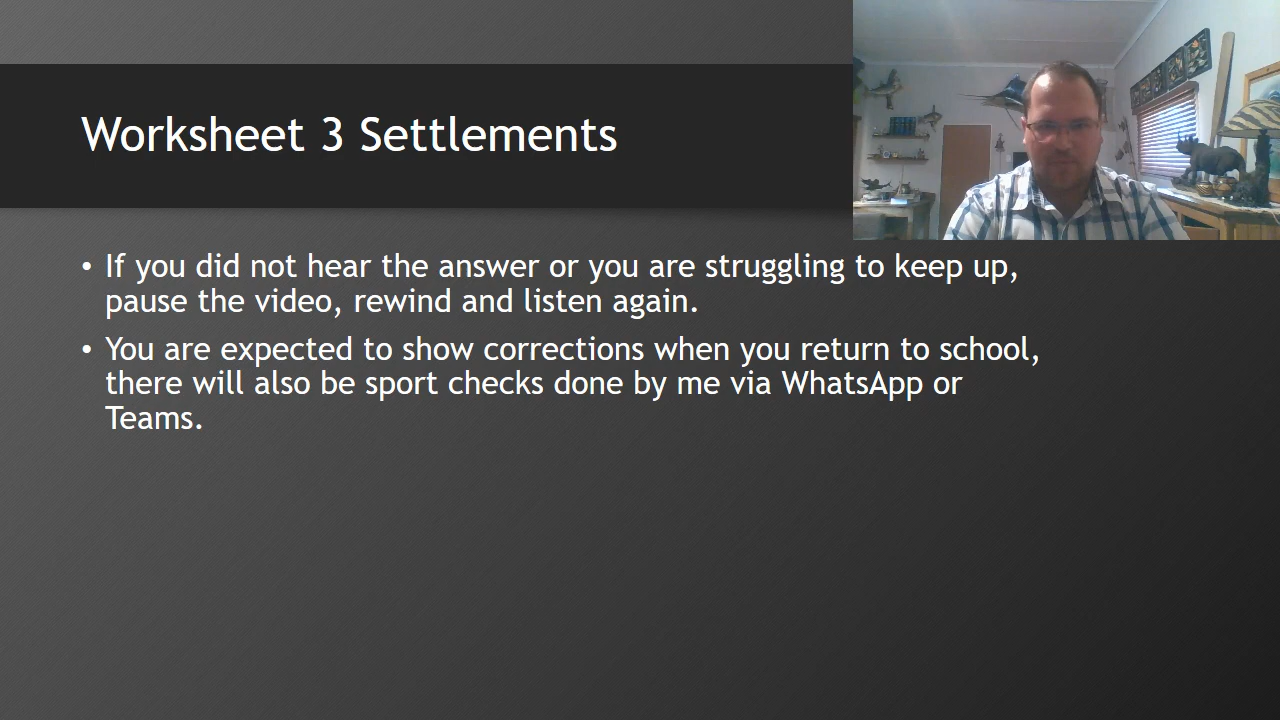 Worksheet 3 Settlements
• If you did not hear the answer or you are struggling to keep up,
pause the video, rewind and listen again.
• You are expected to show corrections when you return to school,
there will also be sport checks done by me via WhatsApp or
Teams.